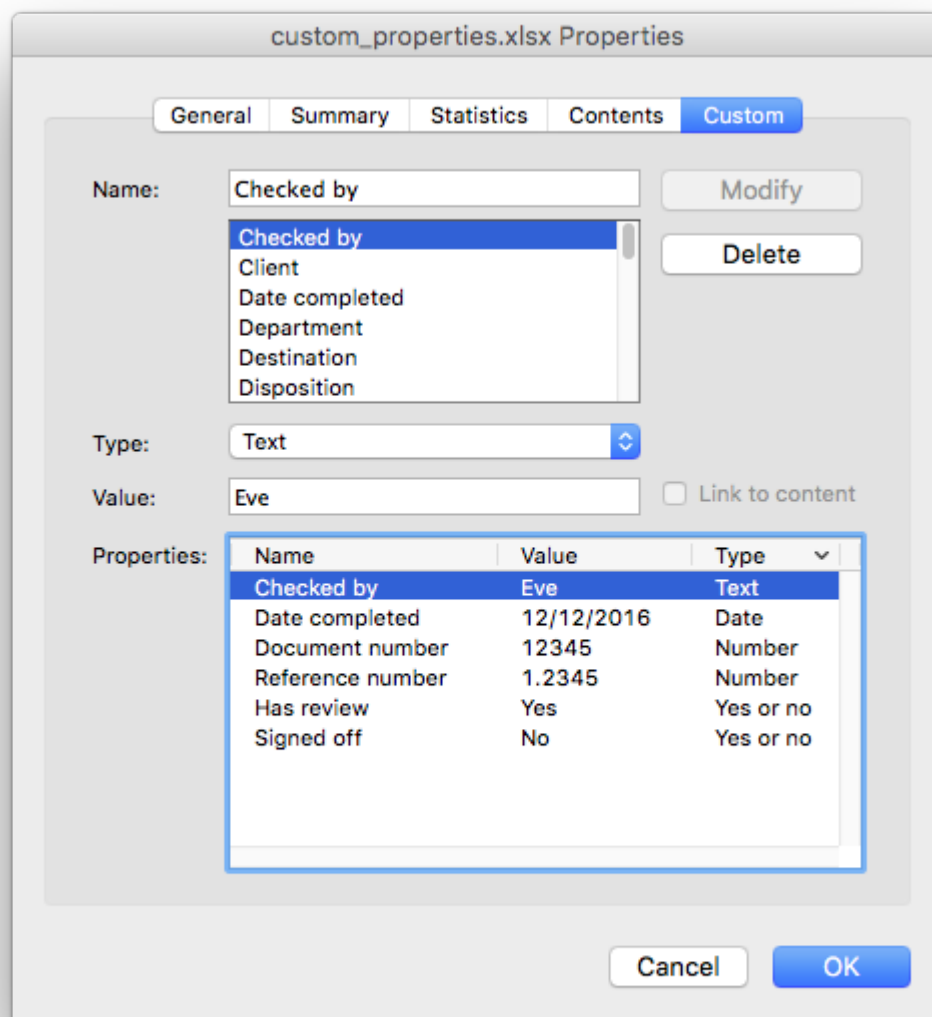 custom_properties.xlsx Properties
General Summary Statistics Contents Custom
Name: Checked by Modify
Checked by Delete
Client
Date completed
Department
Destination
Disposition
Type: Text
Value: Eve Link to content
Properties: Name Value Type
Checked by Eve Text
Date completed 12/12/2016 Date
Document number 12345 Number
Reference number 1.2345 Number
Has review Yes Yes or no
Signed off No Yes or no
Cancel OK